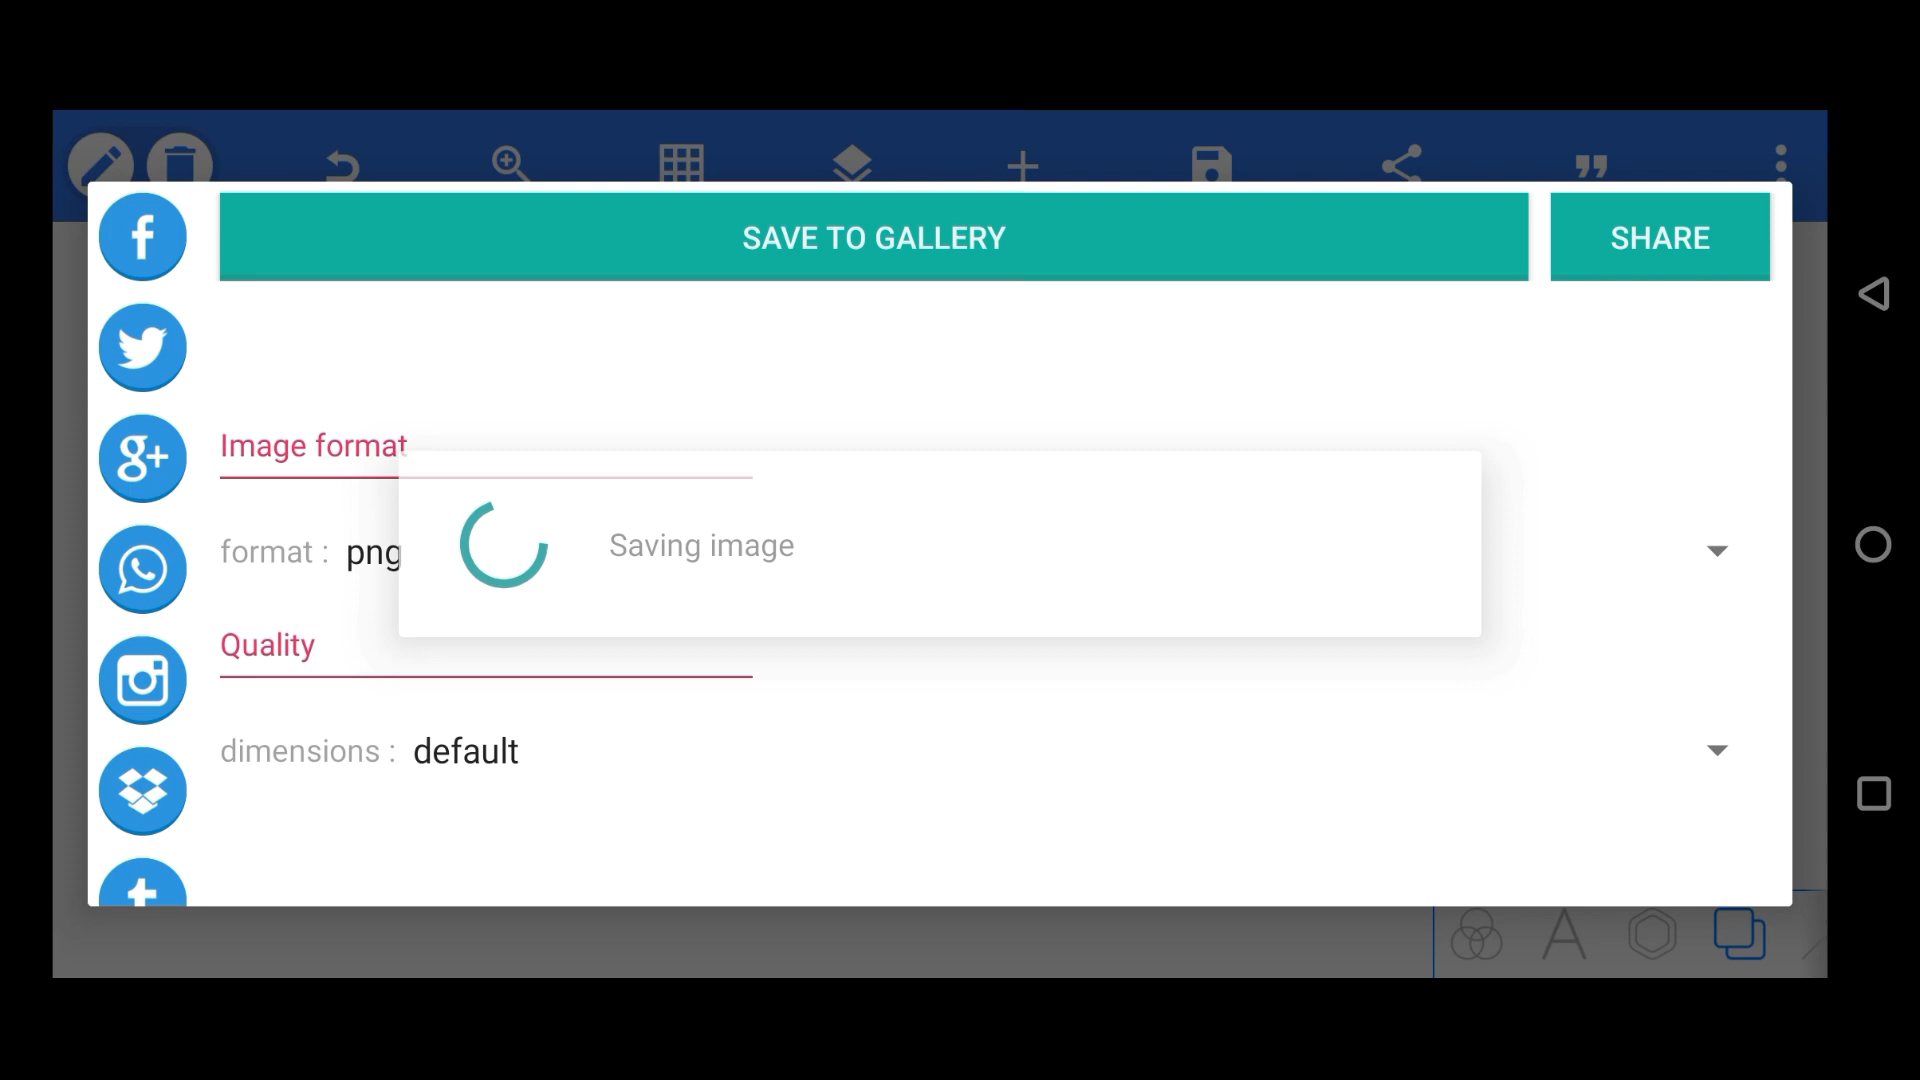 SAVE TO GALLERY
SHARE
Image format
format : png
Saving image
Quality
dimensions : default